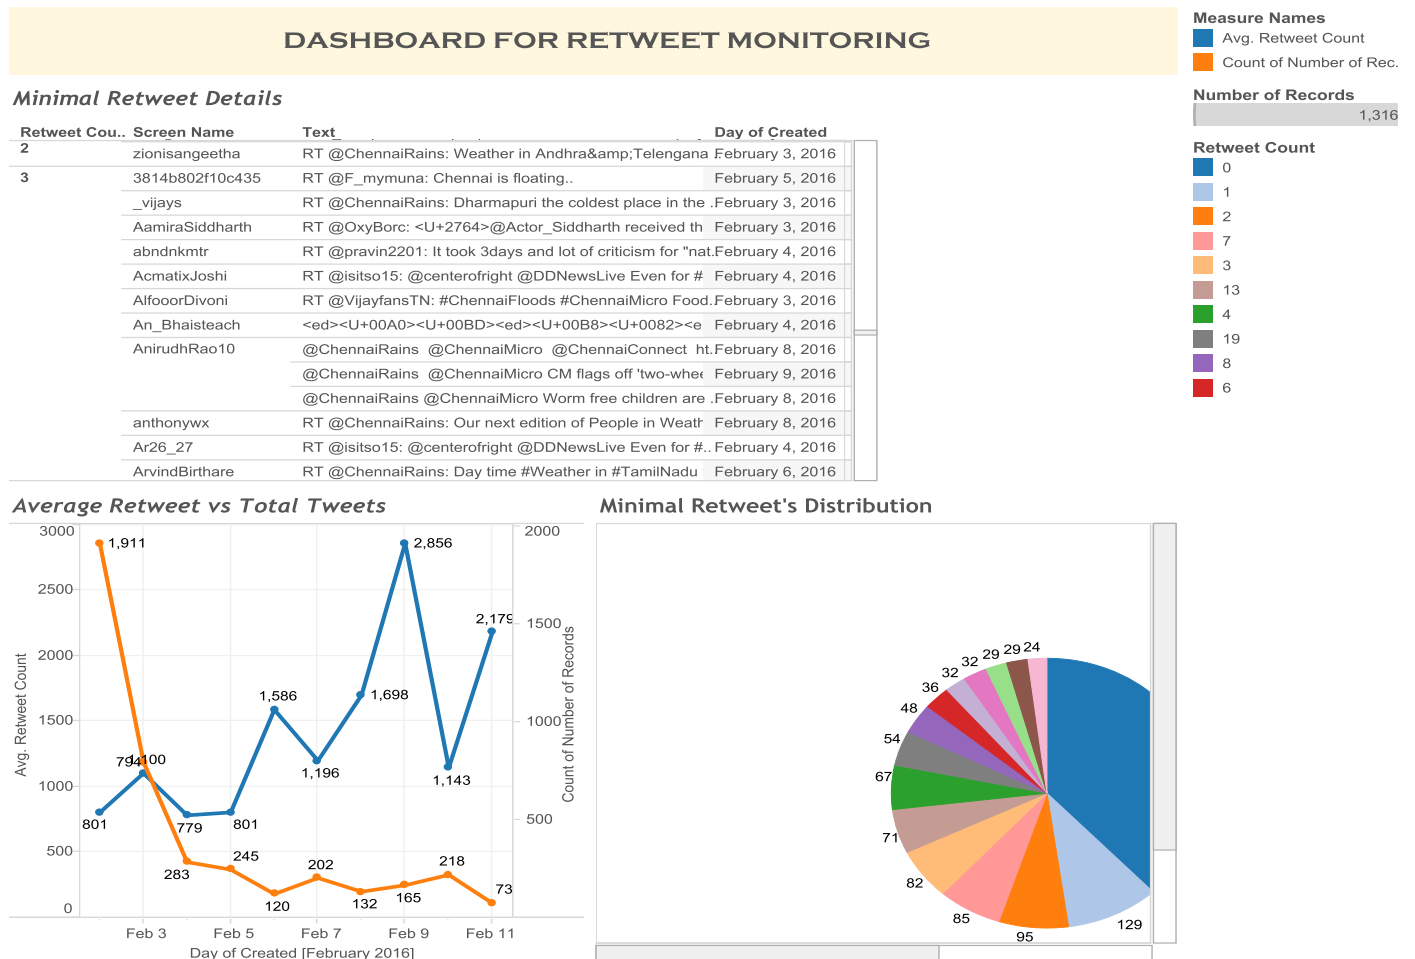 DASHBOARD FOR RETWEET MONITORING
Measure Names
Avg. Retweet Count
Count of Number of Rec.
Number of Records
1,316
Retweet Count
0
1
2
7
3
13
4
19
8
6
Minimal Retweet Details
Retweet Cou.. Screen Name Text Day of Created
2 zionisangeetha RT @ChennaiRains: Weather in Andhra&amp;Telengana .. February 3, 2016
3 3814b802f10c435 RT @F_mymuna: Chennai is floating.. February 5, 2016
_vijays RT @ChennaiRains: Dharmapuri the coldest place in the .. February 3, 2016
AamiraSiddharth RT @OxyBorc: <U+2764>@Actor_Siddharth received th February 3, 2016
abndnkmtr RT @pravin2201: It took 3days and lot of criticism for "nat.. February 4, 2016
AcmatixJoshi RT @isitso15: @centerofright @DDNewsLive Even for # February 4, 2016
AlfooorDivoni RT @VijayfansTN: #ChennaiFloods #ChennaiMicro Food.. February 3, 2016
An_Bhaisteach <ed><U+00A0><U+00BD><ed><U+00B8><U+0082><e February 4, 2016
AnirudhRao10 @ChennaiRains @ChennaiMicro @ChennaiConnect ht.. February 8, 2016
@ChennaiRains @ChennaiMicro CM flags off 'two-whee February 9, 2016
@ChennaiRains @ChennaiMicro Worm free children are .. February 8, 2016
anthonywx RT @ChennaiRains: Our next edition of People in Weath February 8, 2016
Ar26_27 RT @isitso15: @centerofright @DDNewsLive Even for #.. February 4, 2016
ArvindBirthare RT @ChennaiRains: Day time #Weather in #TamilNadu February 6, 2016
Average Retweet vs Total Tweets
3000
2500
2000
1500
1000
500
0
Avg. Retweet Count
1,911
2,856
2,179
1,586
1,698
794
1,100
1,196
1,143
801
779
801
283
245
120
202
132
165
218
73
2000
1500
1000
500
Count of Number of Records
Feb 3 Feb 5 Feb 7 Feb 9 Feb 11
Day of Created [February 2016]
Minimal Retweet's Distribution
24
29
29
32
32
36
48
54
67
71
82
85
95
129